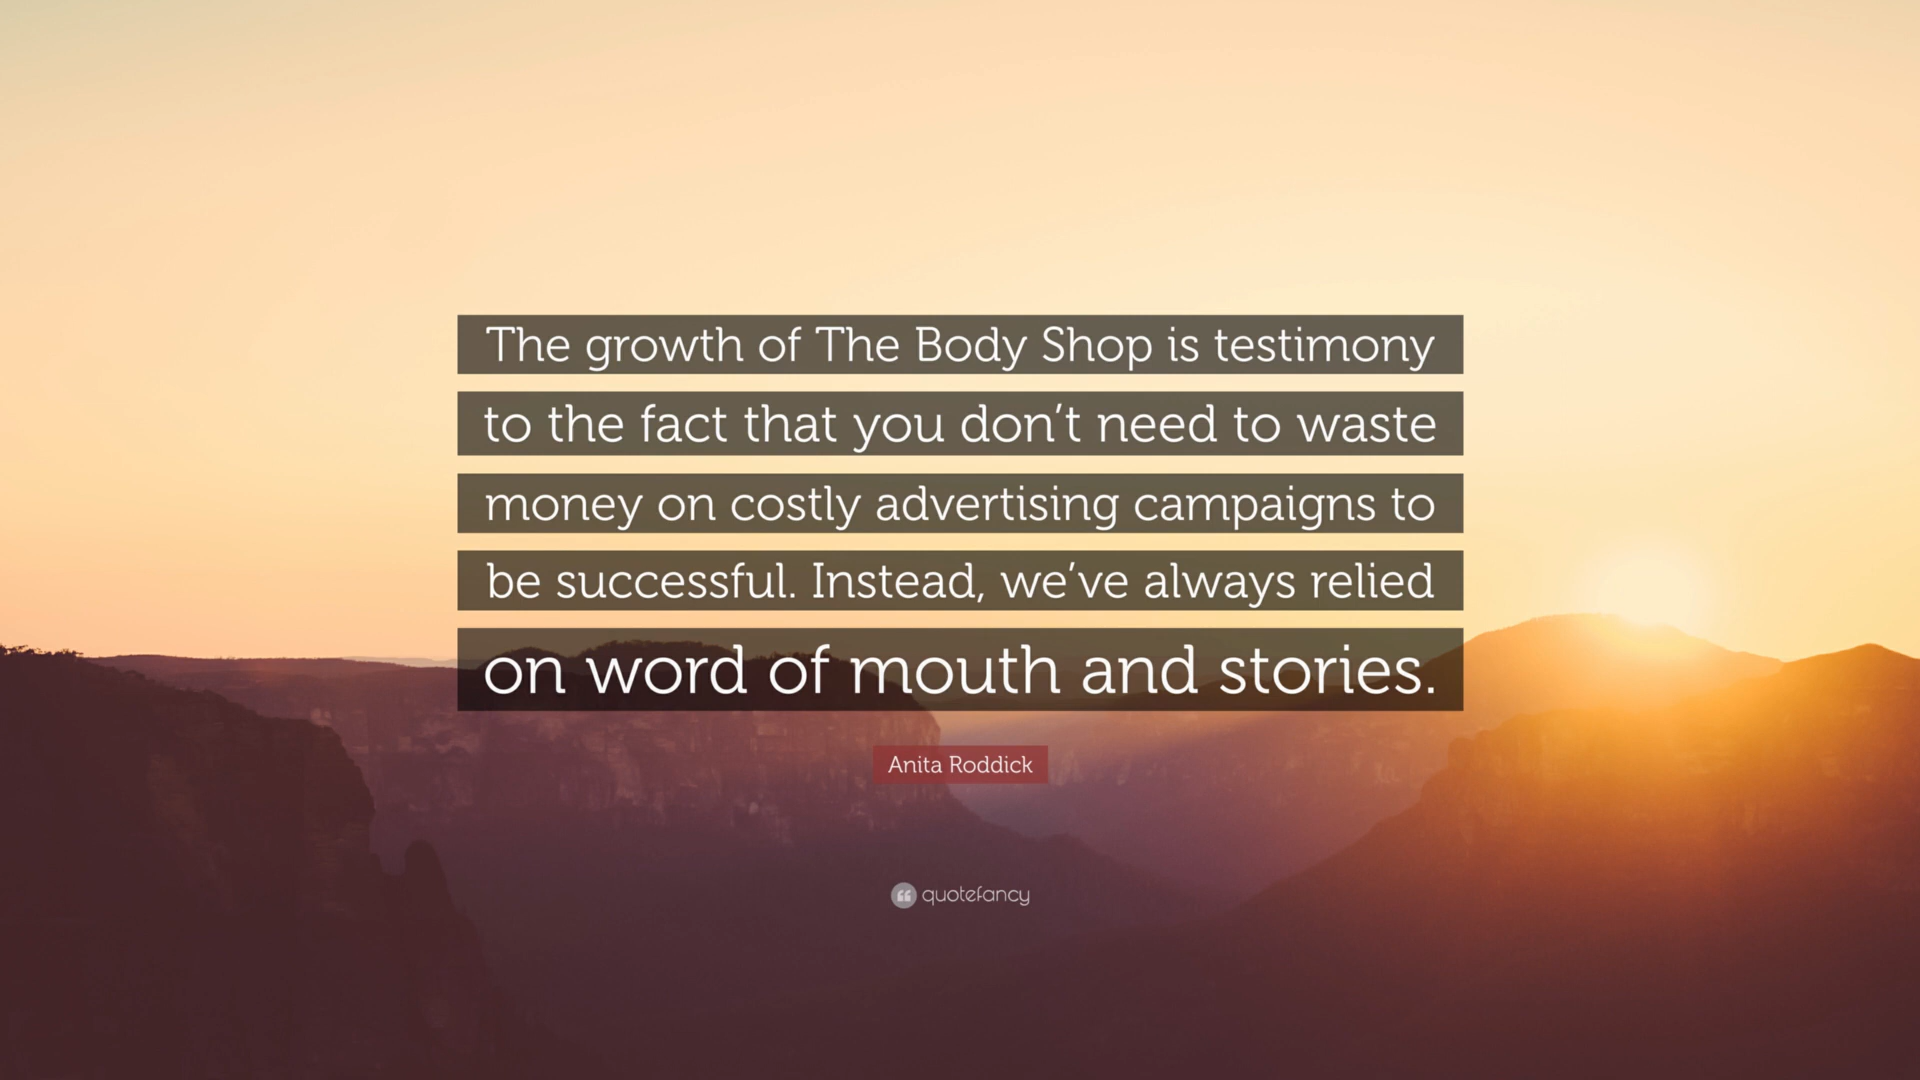 The growth of The Body Shop is testimony
to the fact that you don’t need to waste
money on costly advertising campaigns to
be successful. Instead, we’ve always relied
on word of mouth and stories.
Anita Roddick
quotefancy